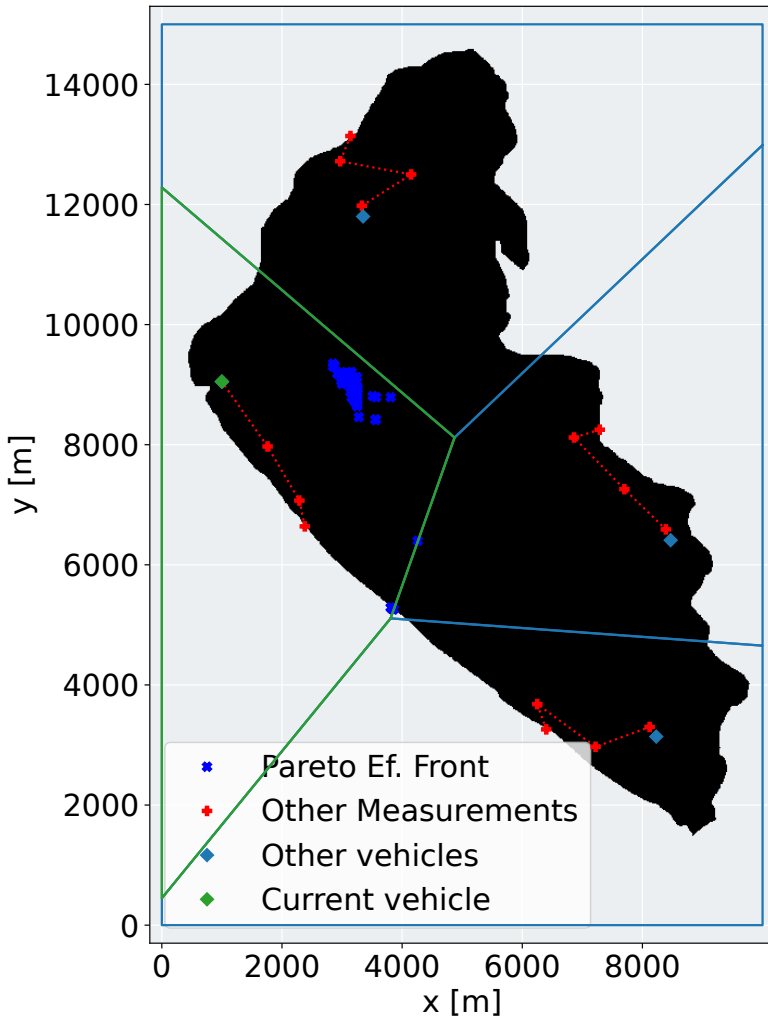 14000
12000
10000
8000
6000
4000
2000
0
y [m]
Pareto Ef. Front
Other Measurements
Other vehicles
Current vehicle
0 2000 4000 6000 8000
x [m]